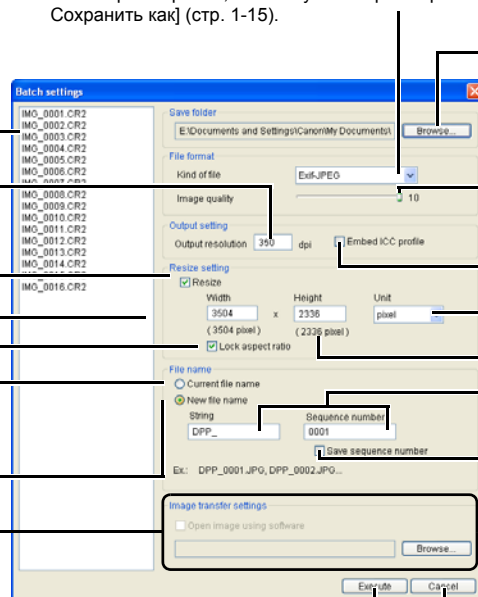 Сохранить как] (стр. 1-15).
Batch settings
IMG_0001.CR2
IMG_0002.CR2
IMG_0003.CR2
IMG_0004.CR2
IMG_0005.CR2
IMG_0006.CR2
IMG_0007.CR2
IMG_0008.CR2
IMG_0009.CR2
IMG_0010.CR2
IMG_0011.CR2
IMG_0012.CR2
IMG_0013.CR2
IMG_0014.CR2
IMG_0016.CR2
Save folder
E:\Documents and Settings\Canon\My Documents\ Browse...
File format
Kind of file Exif-JPEG
Image quality 10
Output setting
Output resolution 350 dpi Embed ICC profile
Resize setting
Resize
Width Height Unit
3504 x 2336 pixel
(3504 pixel) (2336 pixel)
Lock aspect ratio
File name
Current file name
New file name
String Sequence number
DPP_ 0001
Save sequence number
Ex.: DPP_0001.JPG, DPP_0002.JPG...
Image transfer settings
Open image using software
Browse...
Execute Cancel